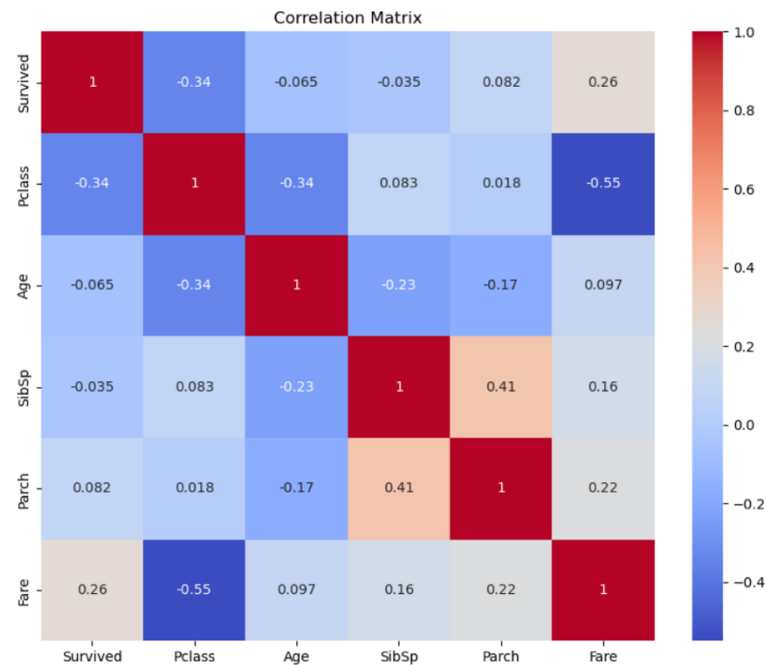 Correlation Matrix
Survived 1 -0.34 -0.065 -0.035 0.082 0.26
Pclass -0.34 1 -0.34 0.083 0.018 -0.55
Age -0.065 -0.34 1 -0.23 -0.17 0.097
SibSp -0.035 0.083 -0.23 1 0.41 0.16
Parch 0.082 0.018 -0.17 0.41 1 0.22
Fare 0.26 -0.55 0.097 0.16 0.22 1
Survived Pclass Age SibSp Parch Fare
1.0
0.8
0.6
0.4
0.2
0.0
−0.2
−0.4